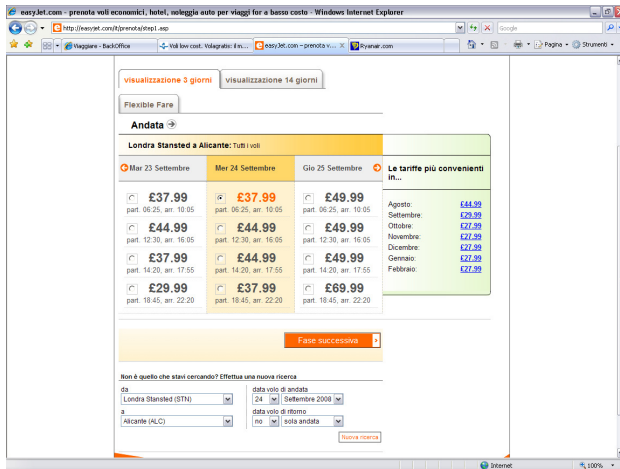 easyJet.com - prenota voli economici, hotel, noleggia auto per viaggi for a basso costo - Windows Internet Explorer
http://easyjet.com/it/prenota/step1.asp
Google
Viaggiare - BackOffice
Voli low cost. Volagratis: il m...
easyJet.com – prenota v...
Ryanair.com
Pagina
Strumenti
visualizzazione 3 giorni
visualizzazione 14 giorni
Flexible Fare
Andata
Londra Stansted a Alicante: Tutti i voli
Mar 23 Settembre
Mer 24 Settembre
Gio 25 Settembre
£37.99
£37.99
£49.99
part. 06:25, arr. 10:05
part. 06:25, arr. 10:05
part. 06:25, arr. 10:05
£44.99
£44.99
£49.99
part. 12:30, arr. 16:05
part. 12:30, arr. 16:05
part. 12:30, arr. 16:05
£37.99
£44.99
£49.99
part. 14:20, arr. 17:55
part. 14:20, arr. 17:55
part. 14:20, arr. 17:55
£29.99
£37.99
£69.99
part. 18:45, arr. 22:20
part. 18:45, arr. 22:20
part. 18:45, arr. 22:20
Le tariffe più convenienti
in...
Agosto: £44.99
Settembre: £29.99
Ottobre: £27.99
Novembre: £27.99
Dicembre: £27.99
Gennaio: £27.99
Febbraio: £27.99
Fase successiva
Non è quello che stavi cercando? Effettua una nuova ricerca
da
data volo di andata
Londra Stansted (STN)
24
Settembre 2008
a
data volo di ritorno
Alicante (ALC)
no
sola andata
Nuova ricerca
Internet
100%